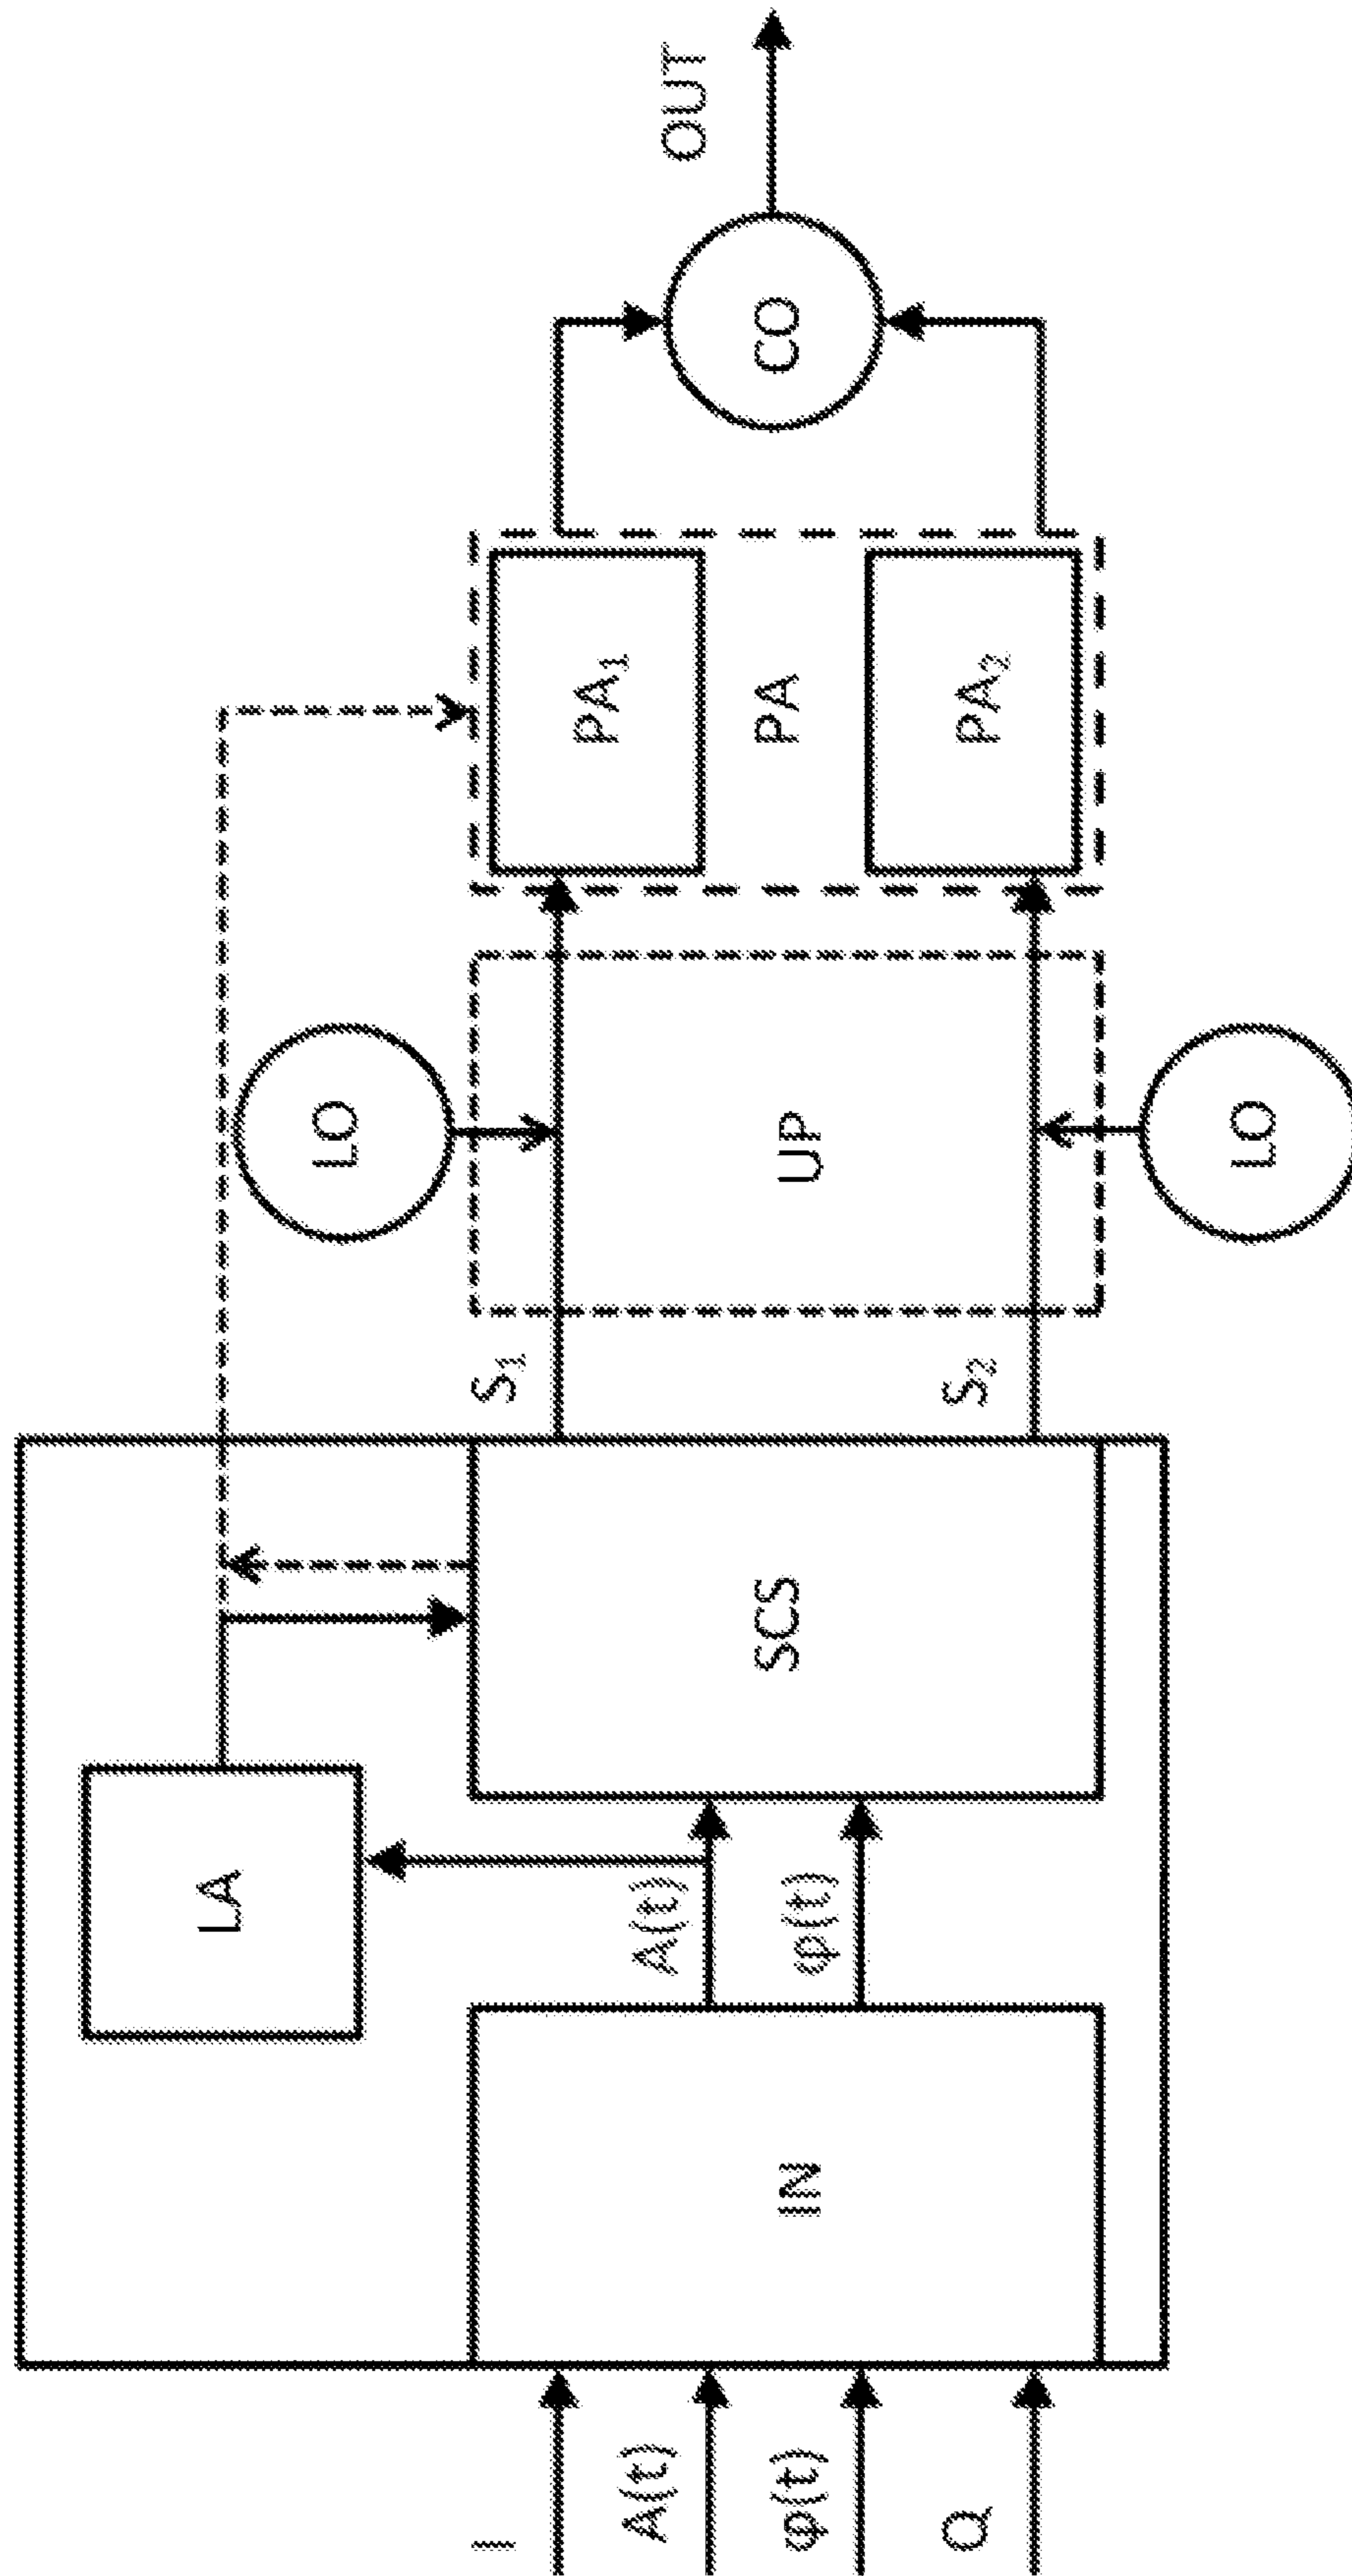 I
A(t)
φ(t)
Q
IN
A(t)
φ(t)
LA
SCS
S₁
S₂
LO
UP
LO
PA₁
PA
PA₂
CO
OUT